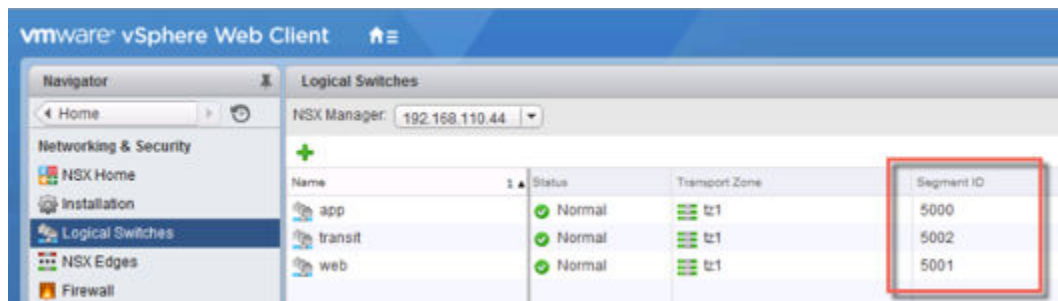 vmware vSphere Web Client
Navigator
Logical Switches
Home
NSX Manager: 192.168.110.44
Networking & Security
NSX Home
Name 1 Status Transport Zone Segment ID
Installation
app Normal tz1 5000
Logical Switches
transit Normal tz1 5002
NSX Edges
web Normal tz1 5001
Firewall